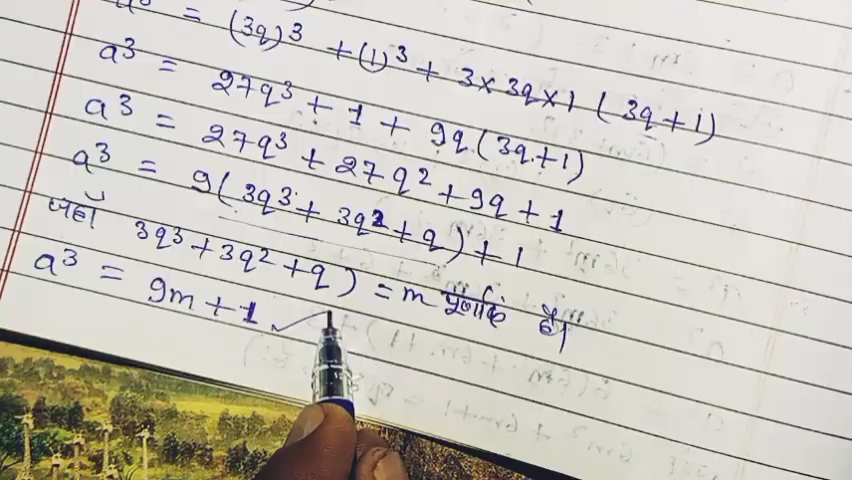 a³ = (3q)³ + (1)³ + 3×3q×1 (3q+1)
a³ = 27q³ + 1 + 9q (3q+1)
a³ = 27q³ + 27q² + 9q + 1
a³ = 9(3q³ + 3q² + q) + 1
जहाँ 3q³ + 3q² + q) = m पूर्णांक है।
a³ = 9m + 1